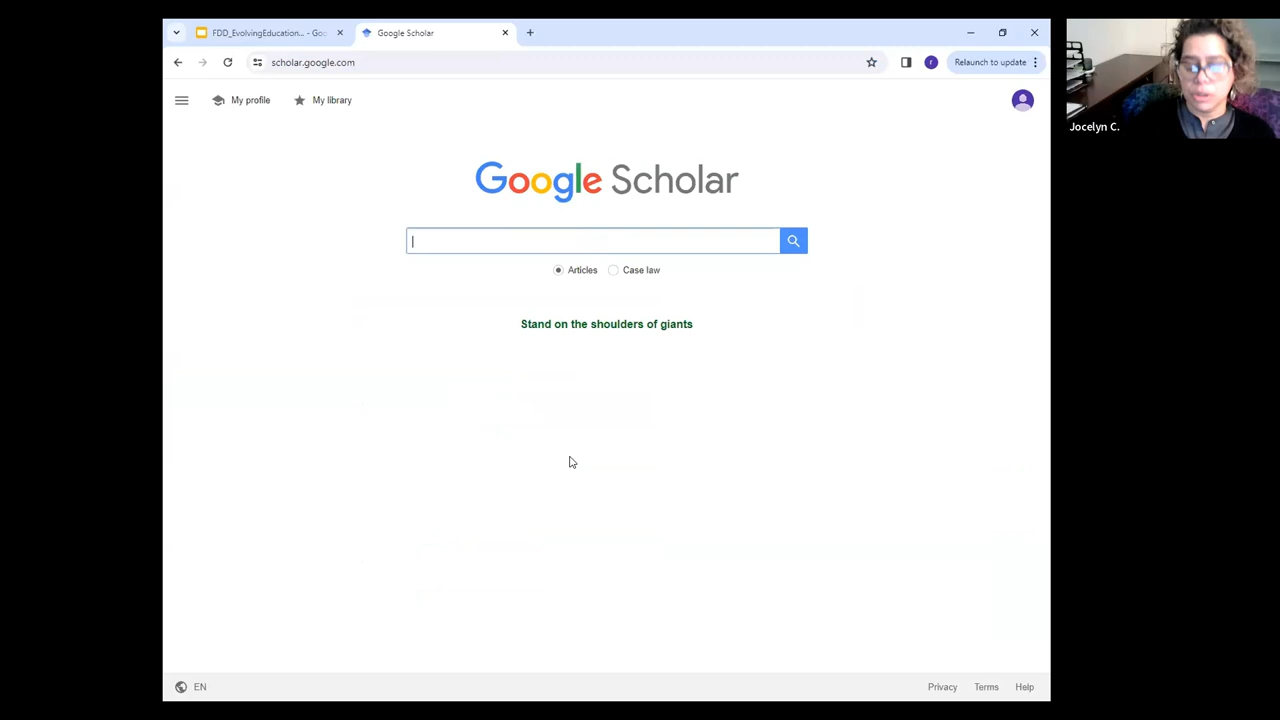 FDD_EvolvingEducation... - Goo
Google Scholar
scholar.google.com
Relaunch to update
My profile
My library
Google Scholar
Articles
Case law
Stand on the shoulders of giants
EN
Privacy
Terms
Help
Jocelyn C.